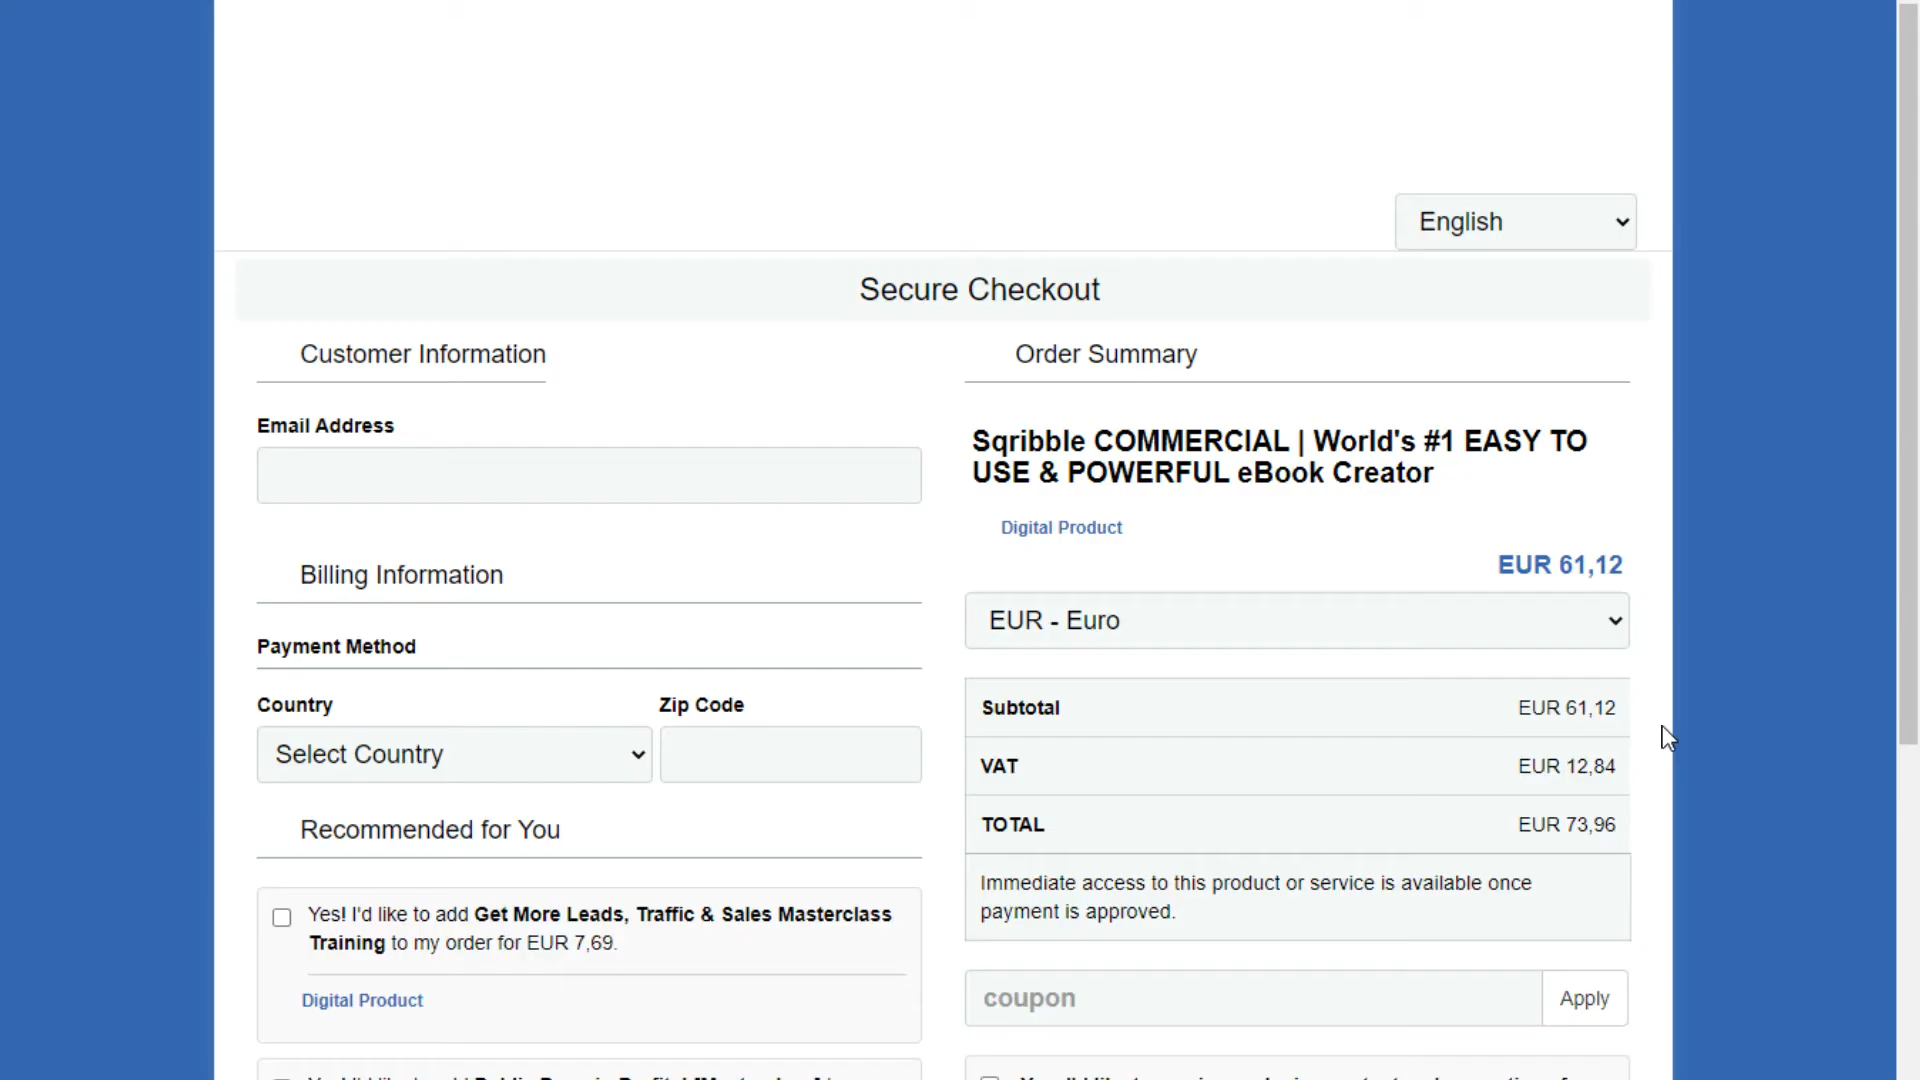 English
Secure Checkout
Customer Information
Email Address
Billing Information
Payment Method
Country
Zip Code
Select Country
Recommended for You
Yes! I'd like to add Get More Leads, Traffic & Sales Masterclass
Training to my order for EUR 7,69.
Digital Product
Order Summary
Sqribble COMMERCIAL | World's #1 EASY TO
USE & POWERFUL eBook Creator
Digital Product
EUR 61,12
EUR - Euro
Subtotal EUR 61,12
VAT EUR 12,84
TOTAL EUR 73,96
Immediate access to this product or service is available once
payment is approved.
coupon
Apply